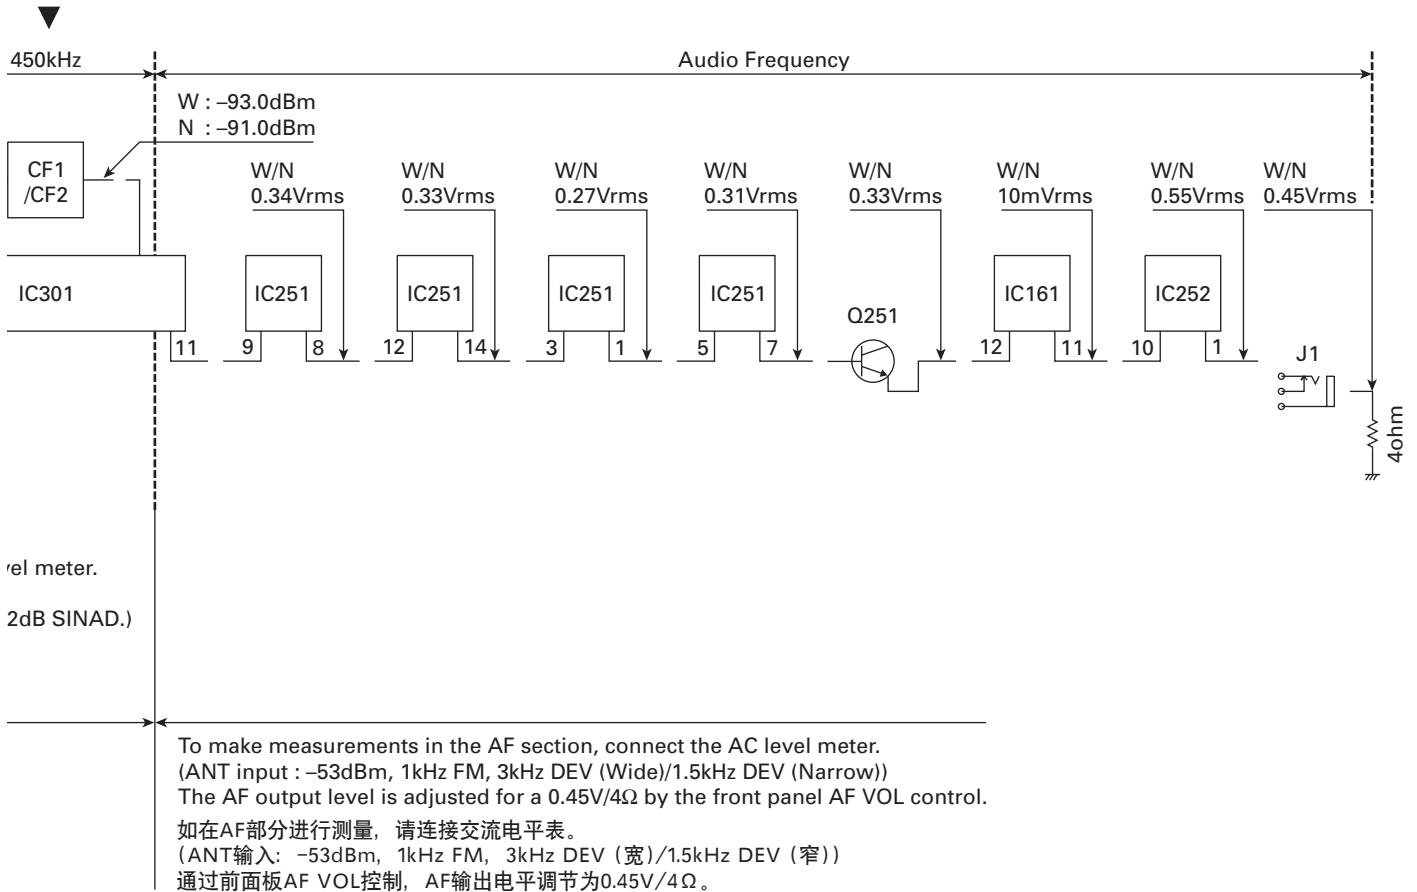 450kHz
Audio Frequency
W : –93.0dBm
N : –91.0dBm
CF1
/CF2
W/N
0.34Vrms
W/N
0.33Vrms
W/N
0.27Vrms
W/N
0.31Vrms
W/N
0.33Vrms
W/N
10mVrms
W/N
0.55Vrms
W/N
0.45Vrms
IC301
IC251
IC251
IC251
IC251
Q251
IC161
IC252
11
9
8
12
14
3
1
5
7
12
11
10
1
J1
4ohm
meter.
2dB SINAD.)
To make measurements in the AF section, connect the AC level meter.
(ANT input : –53dBm, 1kHz FM, 3kHz DEV (Wide)/1.5kHz DEV (Narrow))
The AF output level is adjusted for a 0.45V/4Ω by the front panel AF VOL control.
如在AF部分进行测量，请连接交流电平表。
(ANT输入: –53dBm, 1kHz FM, 3kHz DEV (宽)/1.5kHz DEV (窄))
通过前面板AF VOL控制，AF输出电平调节为0.45V/4Ω。